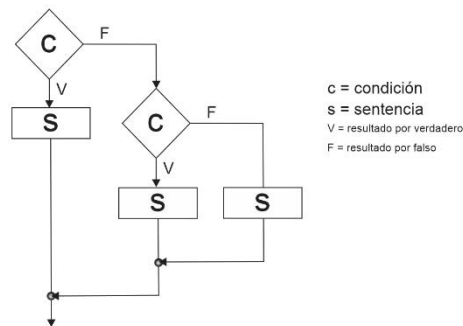 C
F
V
S
C
F
V
S
S
c = condición
s = sentencia
V = resultado por verdadero
F = resultado por falso